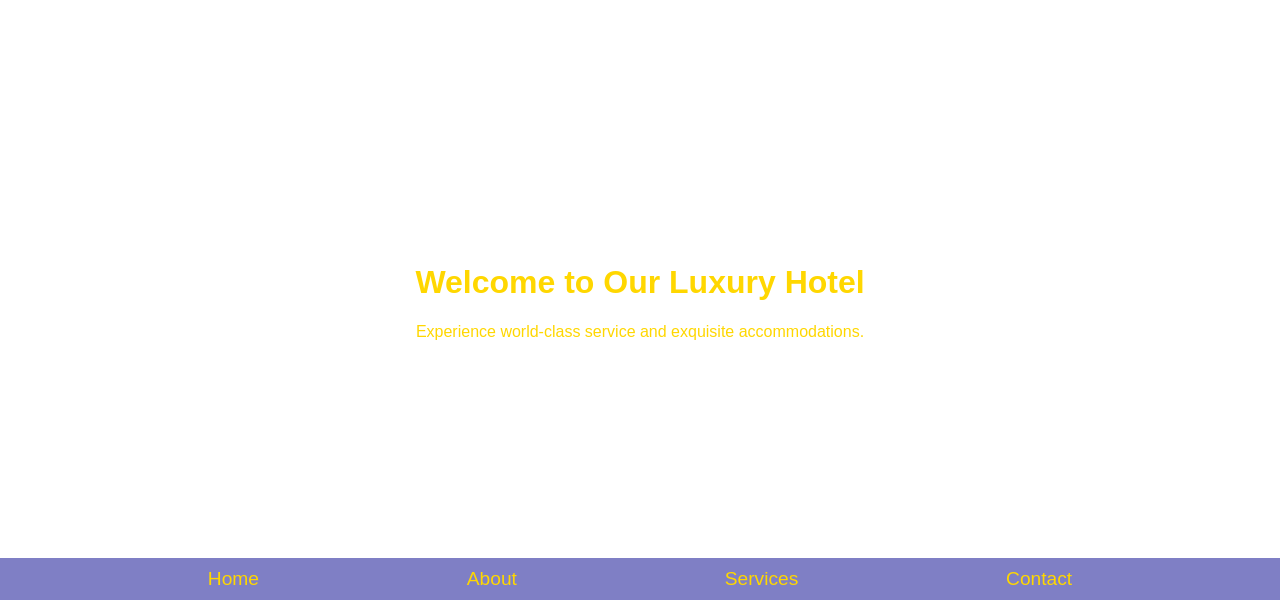 Welcome to Our Luxury Hotel
Experience world-class service and exquisite accommodations.
Home About Services Contact